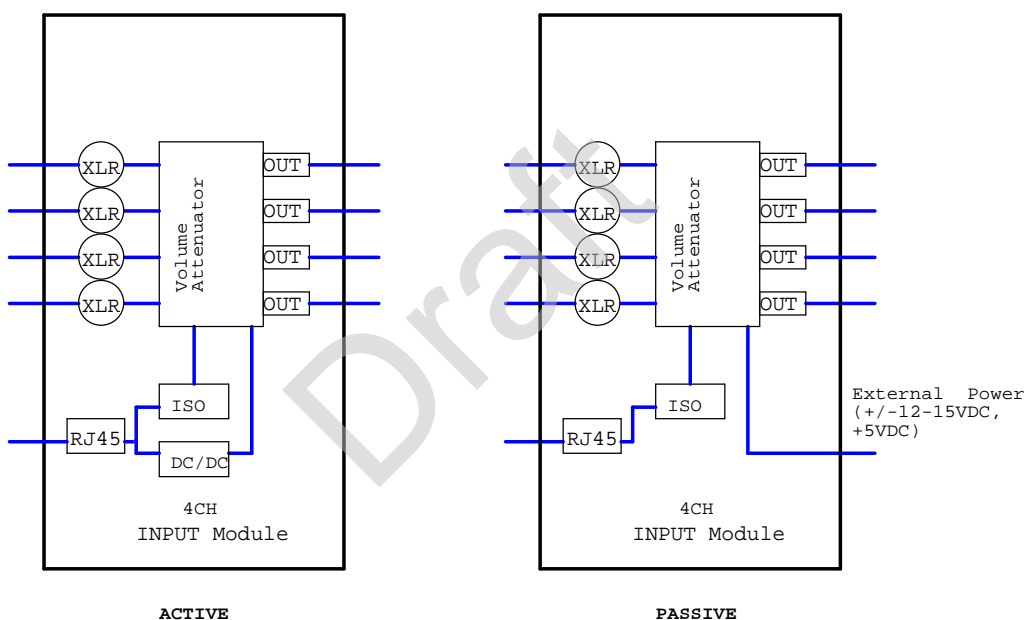 XLR
OUT
XLR
OUT
XLR
OUT
XLR
OUT
Volume
Attenuator
ISO
RJ45
DC/DC
4CH
INPUT Module
ACTIVE
XLR
OUT
XLR
OUT
XLR
OUT
XLR
OUT
Volume
Attenuator
ISO
RJ45
External Power
(+/-12-15VDC,
+5VDC)
4CH
INPUT Module
PASSIVE
Draft